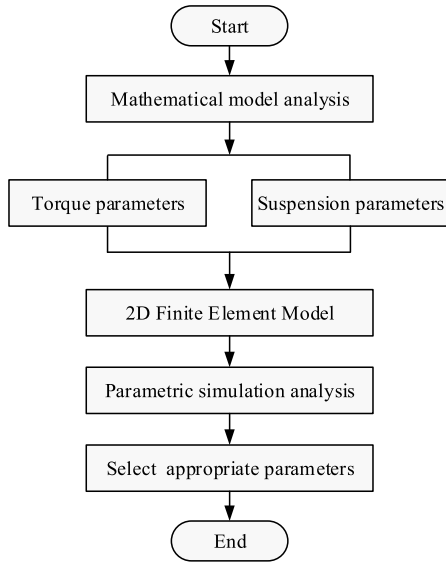 Start
Mathematical model analysis
Torque parameters
Suspension parameters
2D Finite Element Model
Parametric simulation analysis
Select appropriate parameters
End